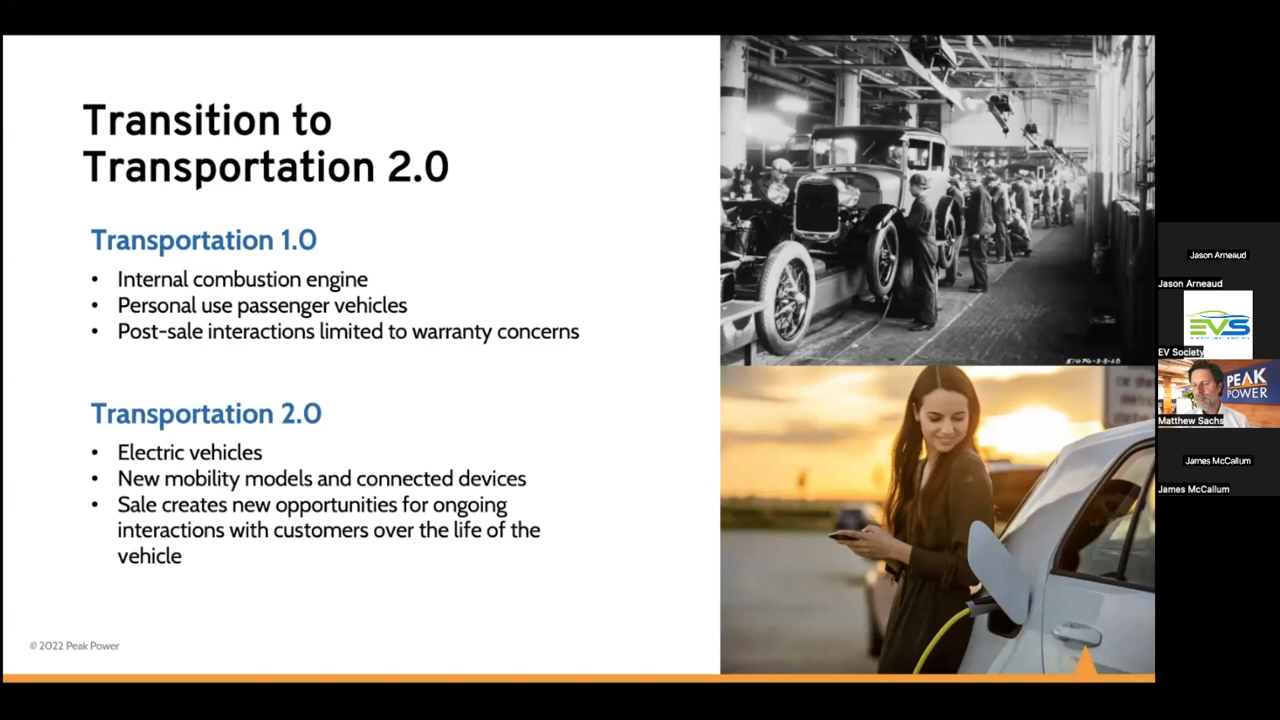 Transition to
Transportation 2.0
Transportation 1.0
• Internal combustion engine
• Personal use passenger vehicles
• Post-sale interactions limited to warranty concerns
Transportation 2.0
• Electric vehicles
• New mobility models and connected devices
• Sale creates new opportunities for ongoing
interactions with customers over the life of the
vehicle
© 2022 Peak Power
Jason Arneaud
Jason Arneaud
EVS
EV Society
PEAK
POWER
Matthew Sachs
James McCallum
James McCallum